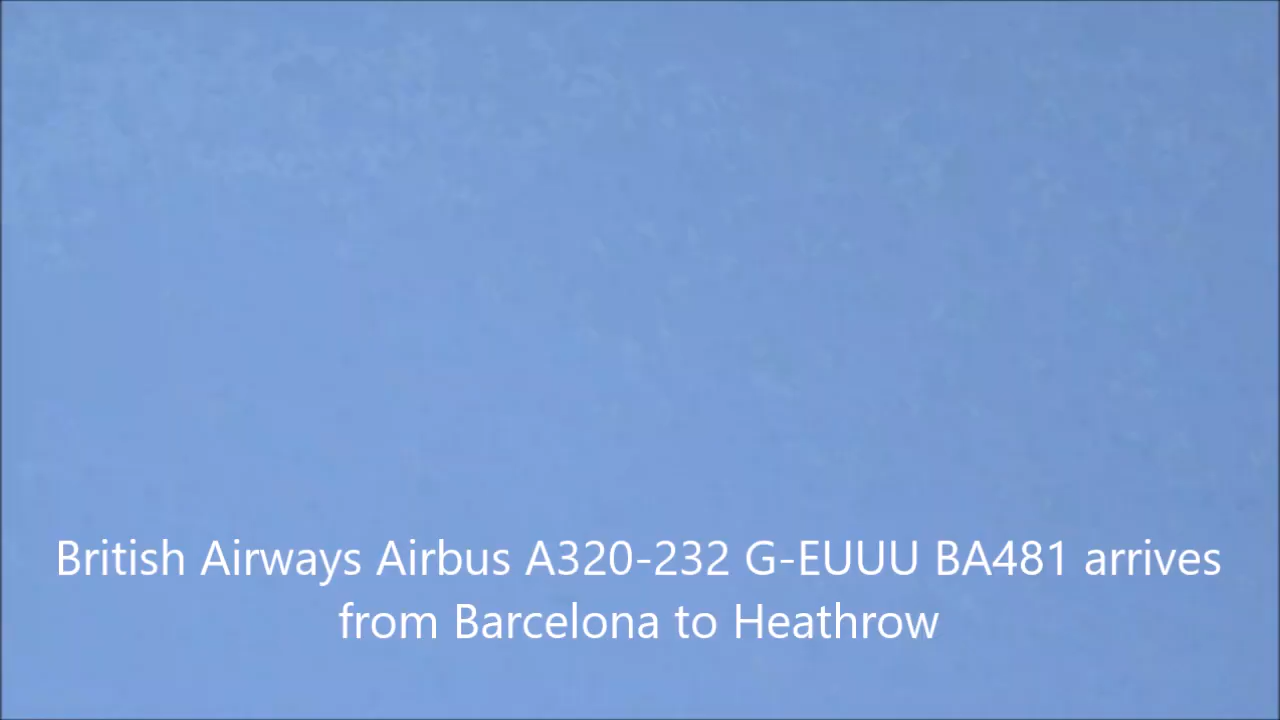 British Airways Airbus A320-232 G-EUUU BA481 arrives
from Barcelona to Heathrow